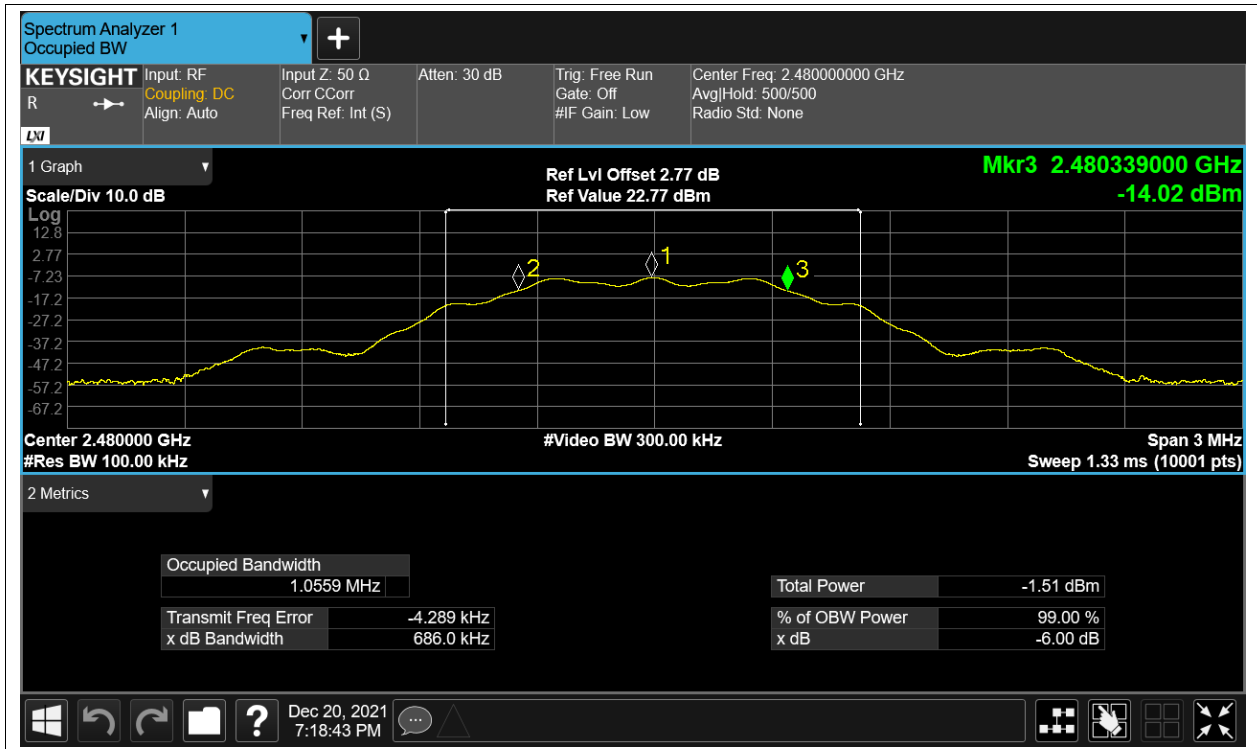 Spectrum Analyzer 1
Occupied BW
KEYSIGHT
R
LXI
Input: RF
Coupling: DC
Align: Auto
Input Z: 50 Ω
Corr CCorr
Freq Ref: Int (S)
Atten: 30 dB
Trig: Free Run
Gate: Off
#IF Gain: Low
Center Freq: 2.480000000 GHz
Avg|Hold: 500/500
Radio Std: None
1 Graph
Scale/Div 10.0 dB
Ref Lvl Offset 2.77 dB
Ref Value 22.77 dBm
Mkr3 2.480339000 GHz
-14.02 dBm
Log
12.8
2.77
-7.23
-17.2
-27.2
-37.2
-47.2
-57.2
-67.2
2
1
3
Center 2.480000 GHz
#Video BW 300.00 kHz
Span 3 MHz
#Res BW 100.00 kHz
Sweep 1.33 ms (10001 pts)
2 Metrics
Occupied Bandwidth
1.0559 MHz
Transmit Freq Error -4.289 kHz
x dB Bandwidth 686.0 kHz
Total Power -1.51 dBm
% of OBW Power 99.00 %
x dB -6.00 dB
?
Dec 20, 2021
7:18:43 PM